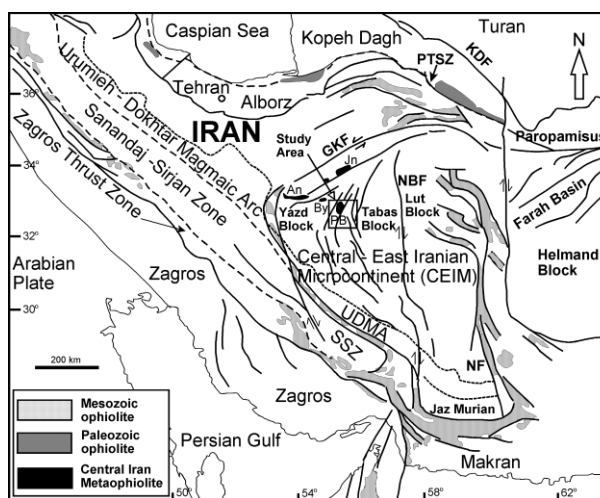 Caspian Sea
Kopeh Dagh
Turan
PTSZ
KDF
N
Urumieh - Dokhtar Magmaic Arc
Tehran
Alborz
36
IRAN
Sanandaj -Sirjan Zone
Study
Area
GKF
Jn
Paropamisus
34
Zagros Thrust Zone
An
By
PB
NBF
Lut
Block
Yazd
Block
Tabas
Block
Farah Basin
32
Central - East Iranian
Microcontinent (CEIM)
Helmand
Block
Arabian
Plate
Zagros
30
UDMA
SSZ
200 km
NF
Zagros
Jaz Murian
Mesozoic
ophiolite
Paleozoic
ophiolite
Central Iran
Metaophiolite
Persian Gulf
Makran
50
54
58
62